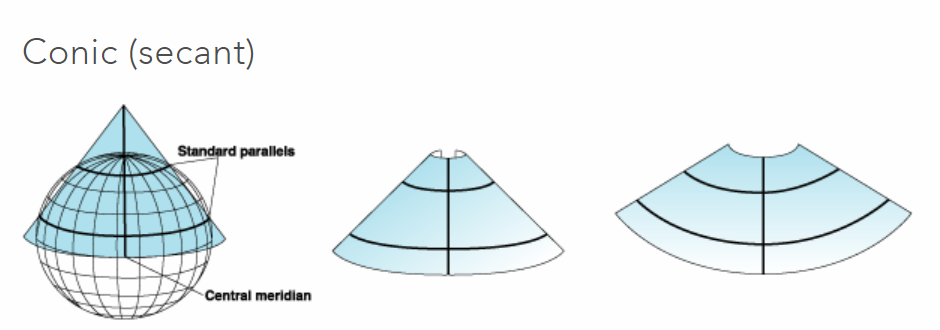 Conic (secant)
Standard parallels
Central meridian